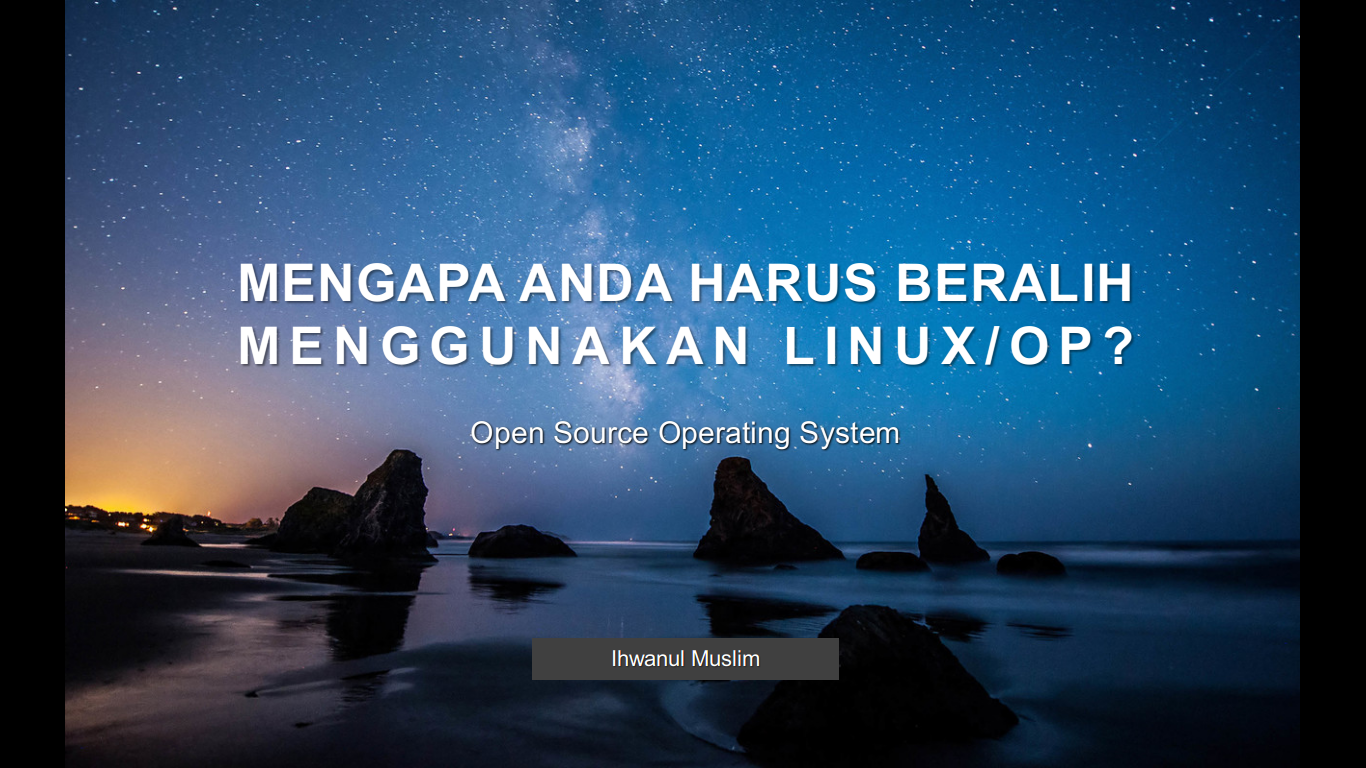 MENGAPA ANDA HARUS BERALIH
MENGGUNAKAN LINUX/OP?
Open Source Operating System
Ihwanul Muslim